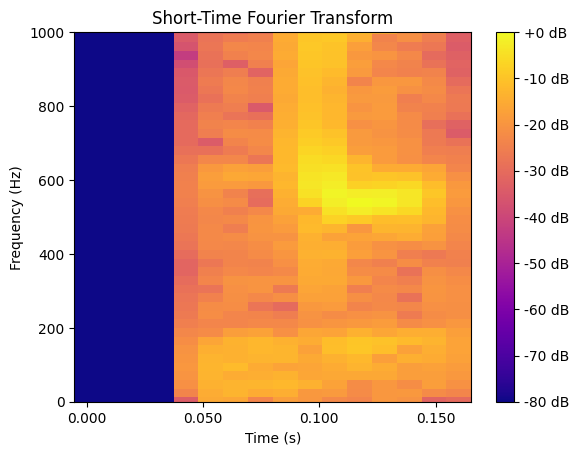 Short-Time Fourier Transform
1000
800
600
400
200
0
Frequency (Hz)
0.000
0.050
0.100
0.150
Time (s)
+0 dB
-10 dB
-20 dB
-30 dB
-40 dB
-50 dB
-60 dB
-70 dB
-80 dB